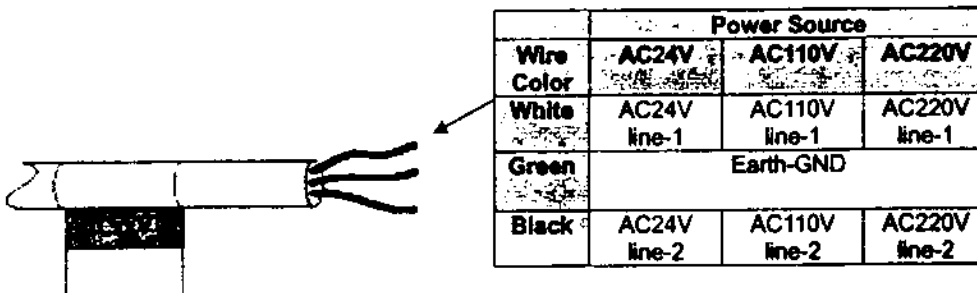 Power Source
Wire Color AC24V AC110V AC220V
White AC24V line-1 AC110V line-1 AC220V line-1
Green Earth-GND
Black AC24V line-2 AC110V line-2 AC220V line-2